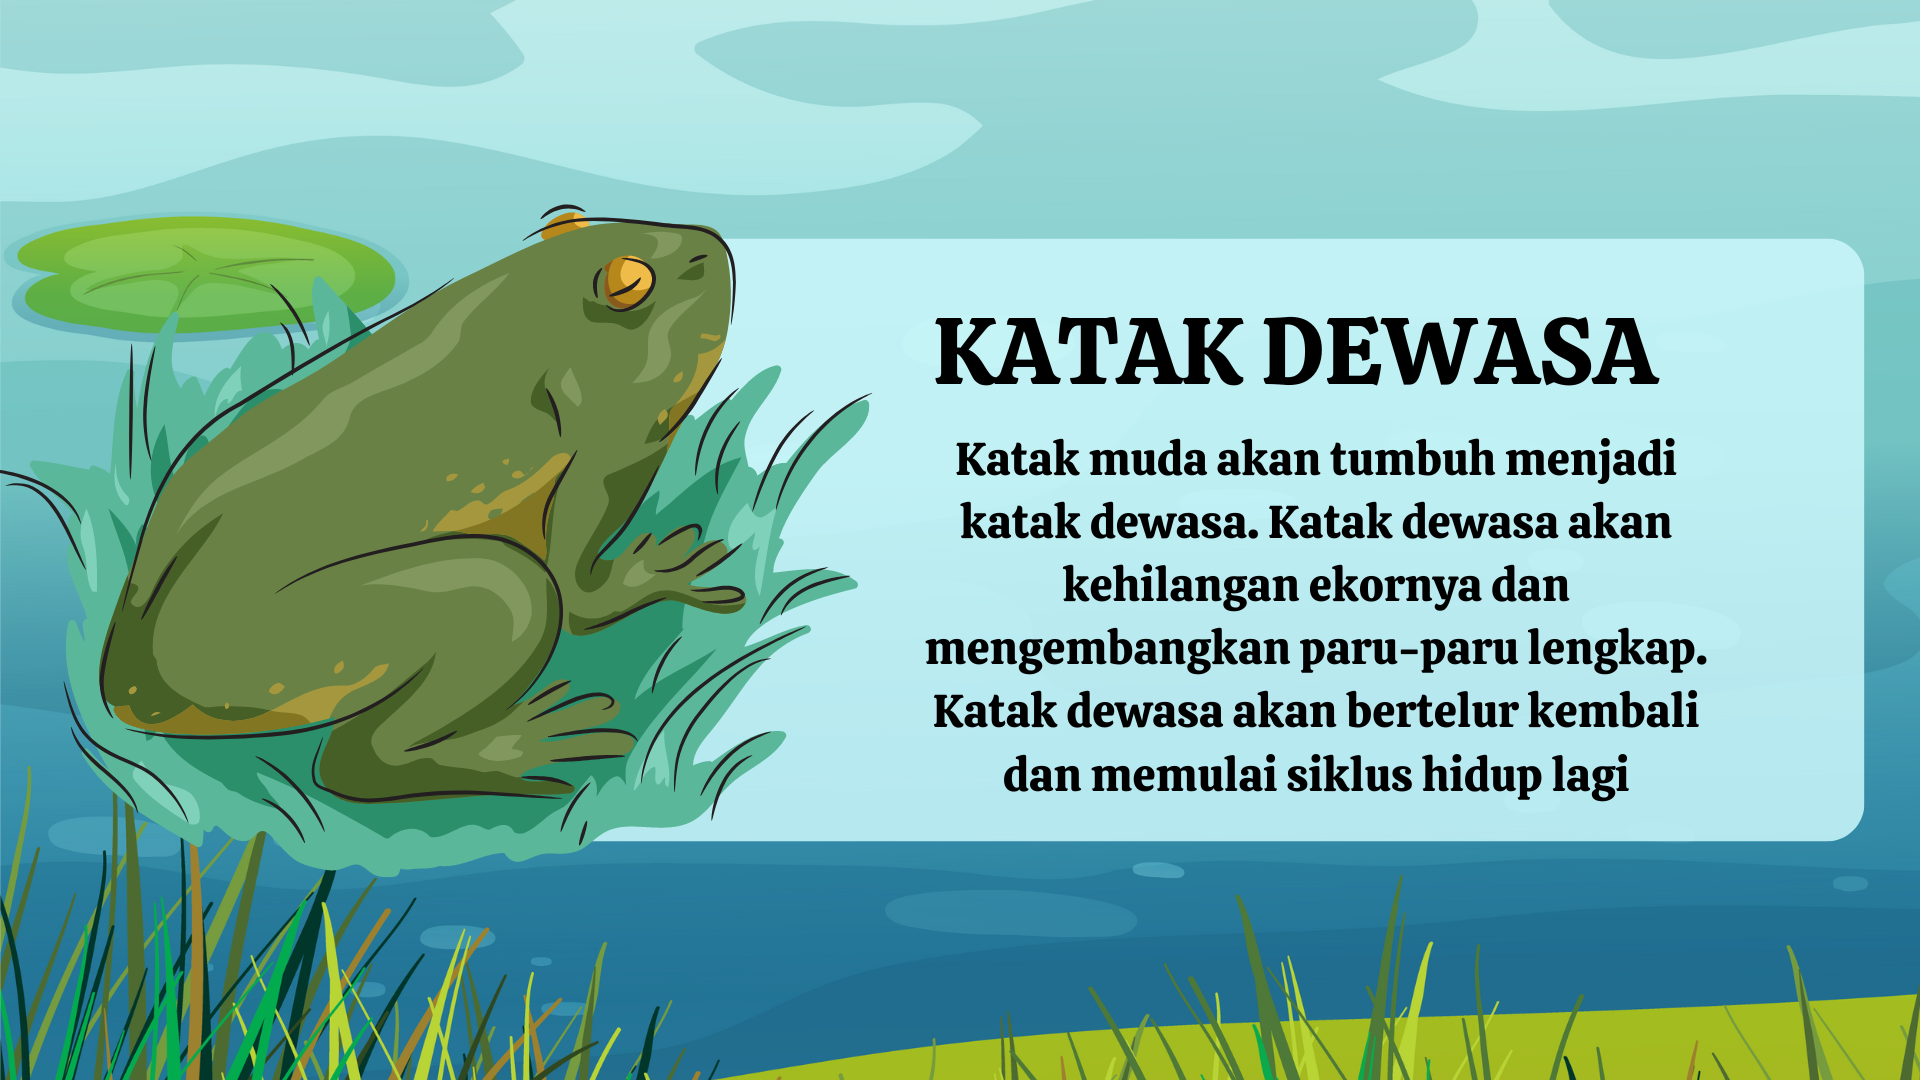 KATAK DEWASA
Katak muda akan tumbuh menjadi
katak dewasa. Katak dewasa akan
kehilangan ekornya dan
mengembangkan paru-paru lengkap.
Katak dewasa akan bertelur kembali
dan memulai siklus hidup lagi